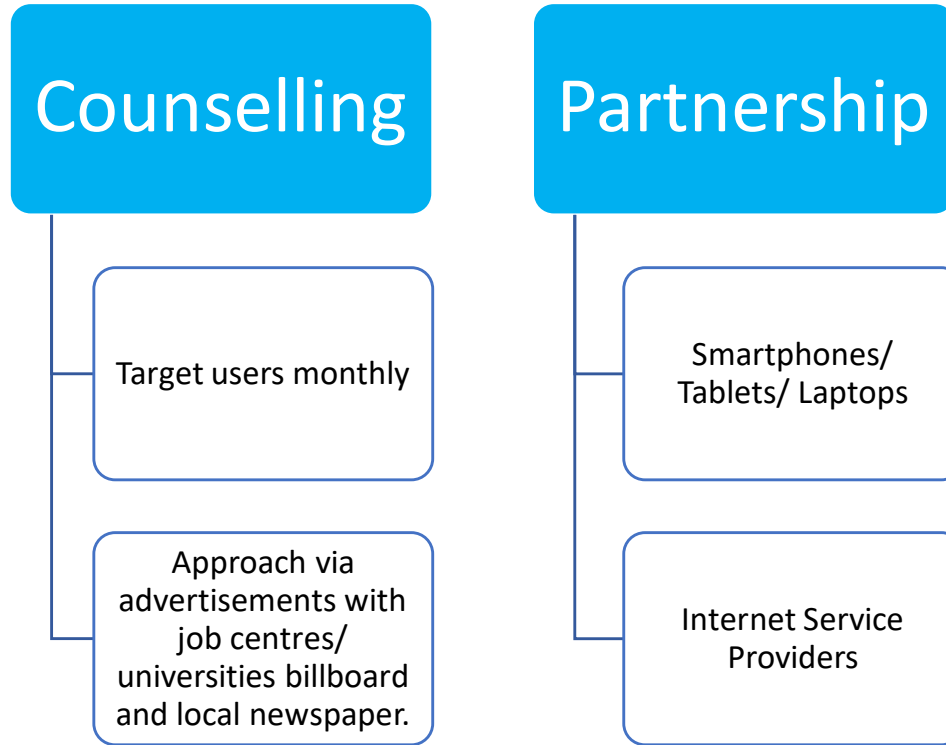 Counselling
Target users monthly
Approach via
advertisements with
job centres/
universities billboard
and local newspaper.
Partnership
Smartphones/
Tablets/ Laptops
Internet Service
Providers